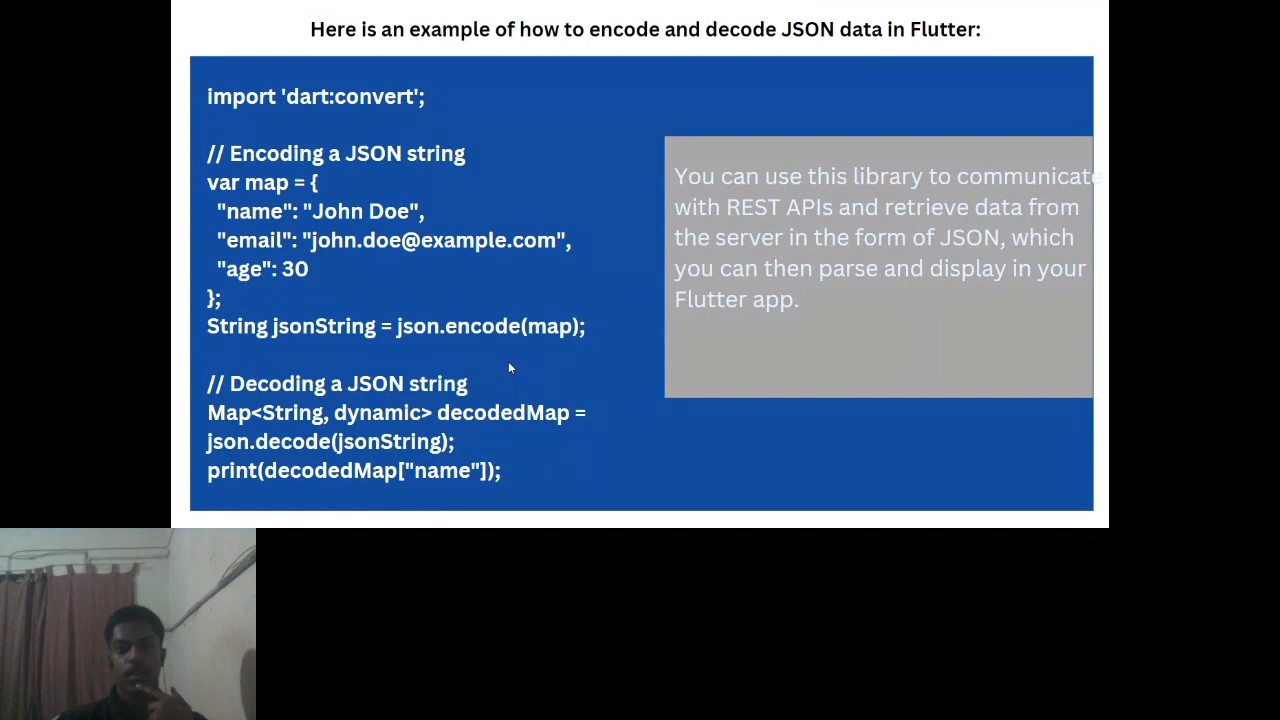 Here is an example of how to encode and decode JSON data in Flutter:
import 'dart:convert';
// Encoding a JSON string
var map = {
"name": "John Doe",
"email": "john.doe@example.com",
"age": 30
};
String jsonString = json.encode(map);
// Decoding a JSON string
Map<String, dynamic> decodedMap =
json.decode(jsonString);
print(decodedMap["name"]);
You can use this library to communicate
with REST APIs and retrieve data from
the server in the form of JSON, which
you can then parse and display in your
Flutter app.